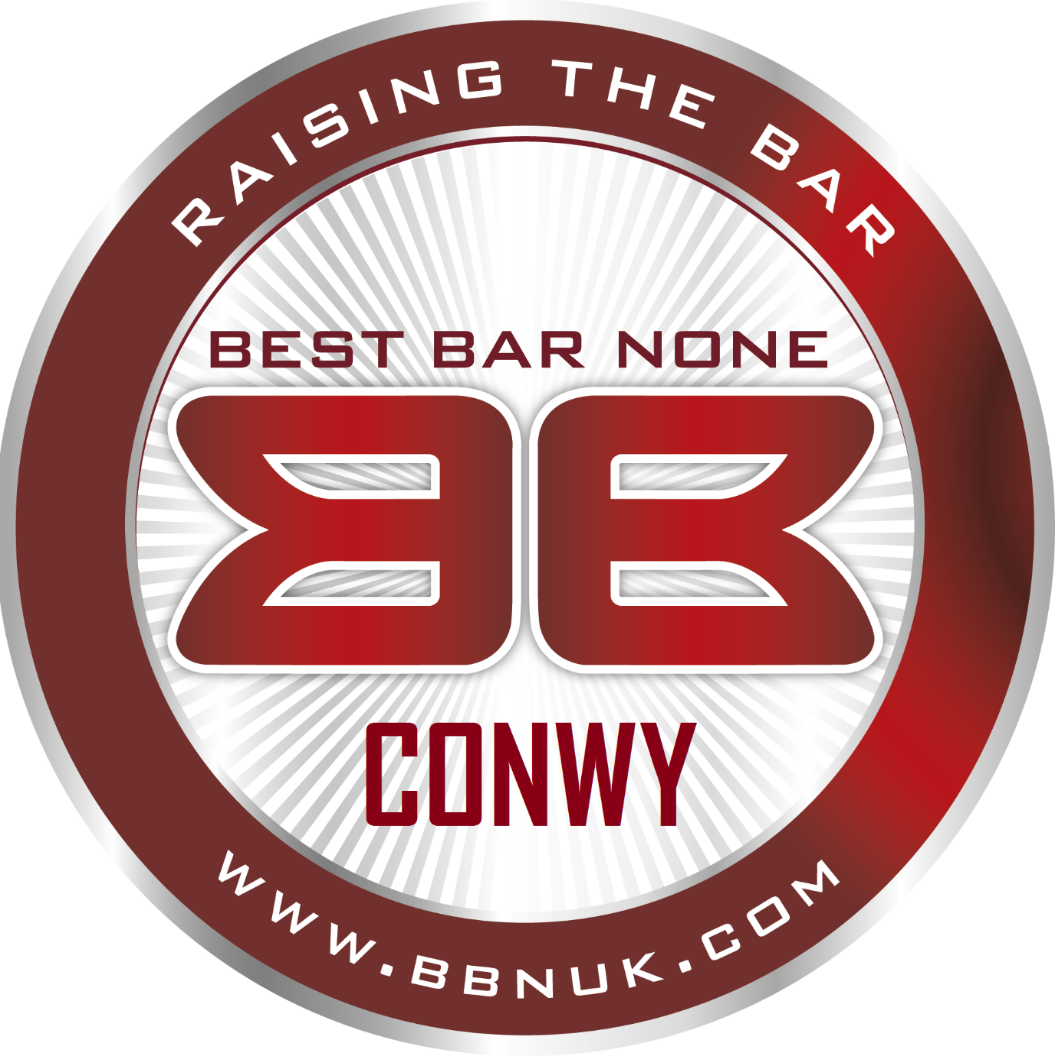 RAISING THE BAR
BEST BAR NONE
BB
CONWY
WWW.BBNUK.COM